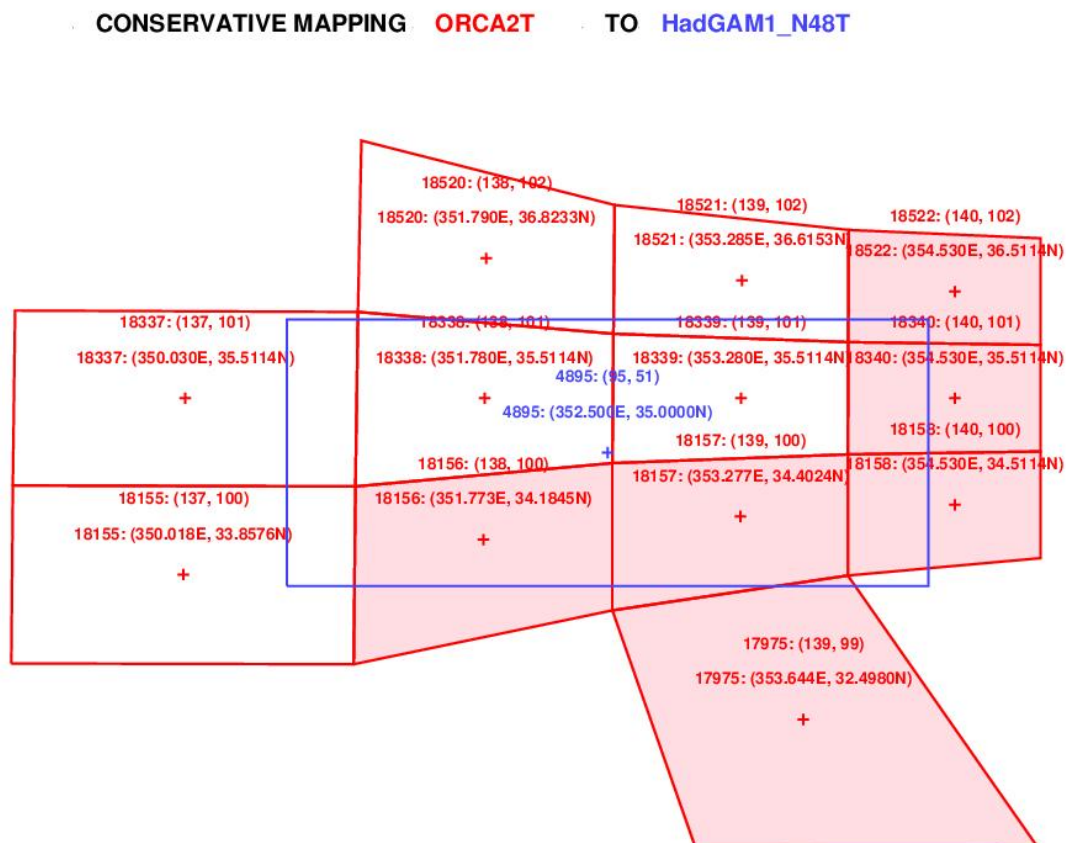 CONSERVATIVE MAPPING ORCA2T TO HadGAM1_N48T
18520: (138, 102)
18520: (351.790E, 36.8233N)
18521: (139, 102)
18521: (353.285E, 36.6153N)
18522: (140, 102)
18522: (354.530E, 36.5114N)
18337: (137, 101)
18337: (350.030E, 35.5114N)
18338: (138, 101)
18338: (351.780E, 35.5114N)
18339: (139, 101)
18339: (353.280E, 35.5114N)
18340: (140, 101)
18340: (354.530E, 35.5114N)
4895: (95, 51)
4895: (352.500E, 35.0000N)
18155: (137, 100)
18155: (350.018E, 33.8576N)
18156: (138, 100)
18156: (351.773E, 34.1845N)
18157: (139, 100)
18157: (353.277E, 34.4024N)
18158: (140, 100)
18158: (354.530E, 34.5114N)
17975: (139, 99)
17975: (353.644E, 32.4980N)